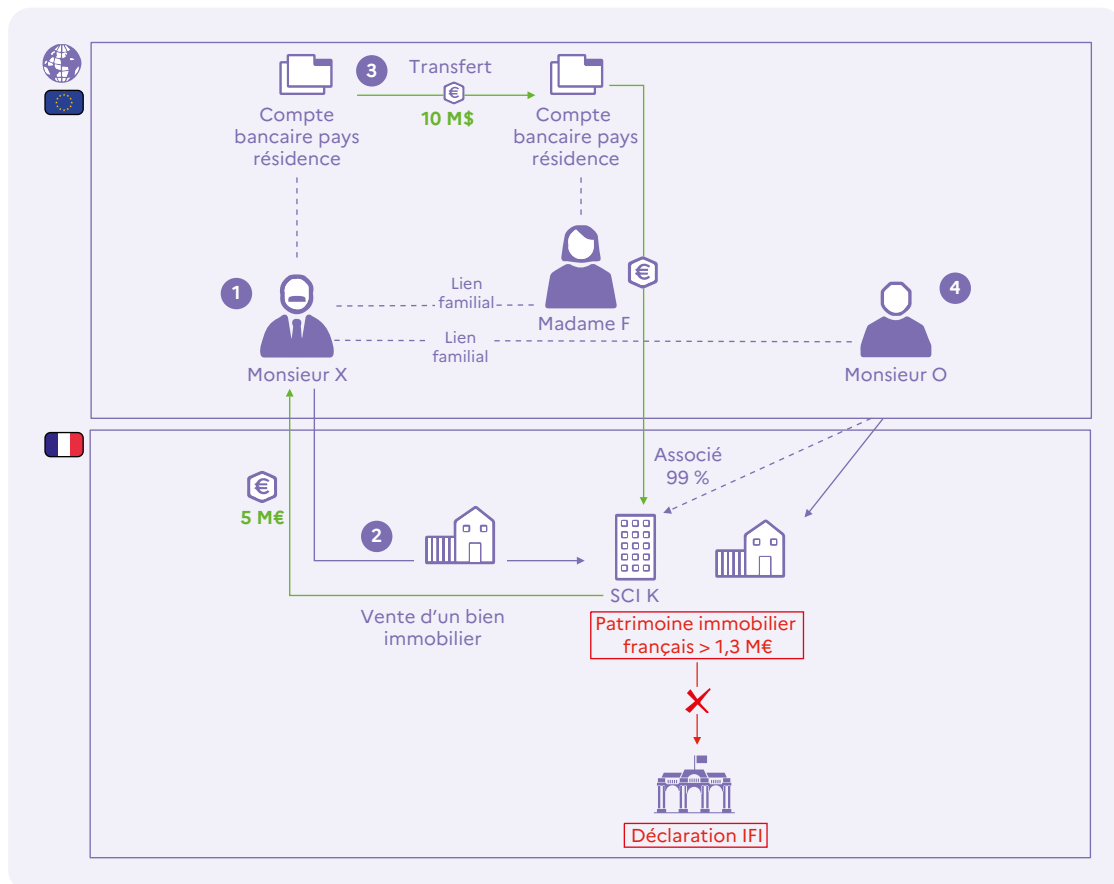 3
Transfert
€
10 M$
Compte
bancaire pays
résidence
Compte
bancaire pays
résidence
1
Lien
familial
€
4
Madame F
Lien
familial
Monsieur X
Monsieur O
€
5 M€
Associé
99 %
2
SCI K
Vente d’un bien
immobilier
Patrimoine immobilier
français > 1,3 M€
Déclaration IFI